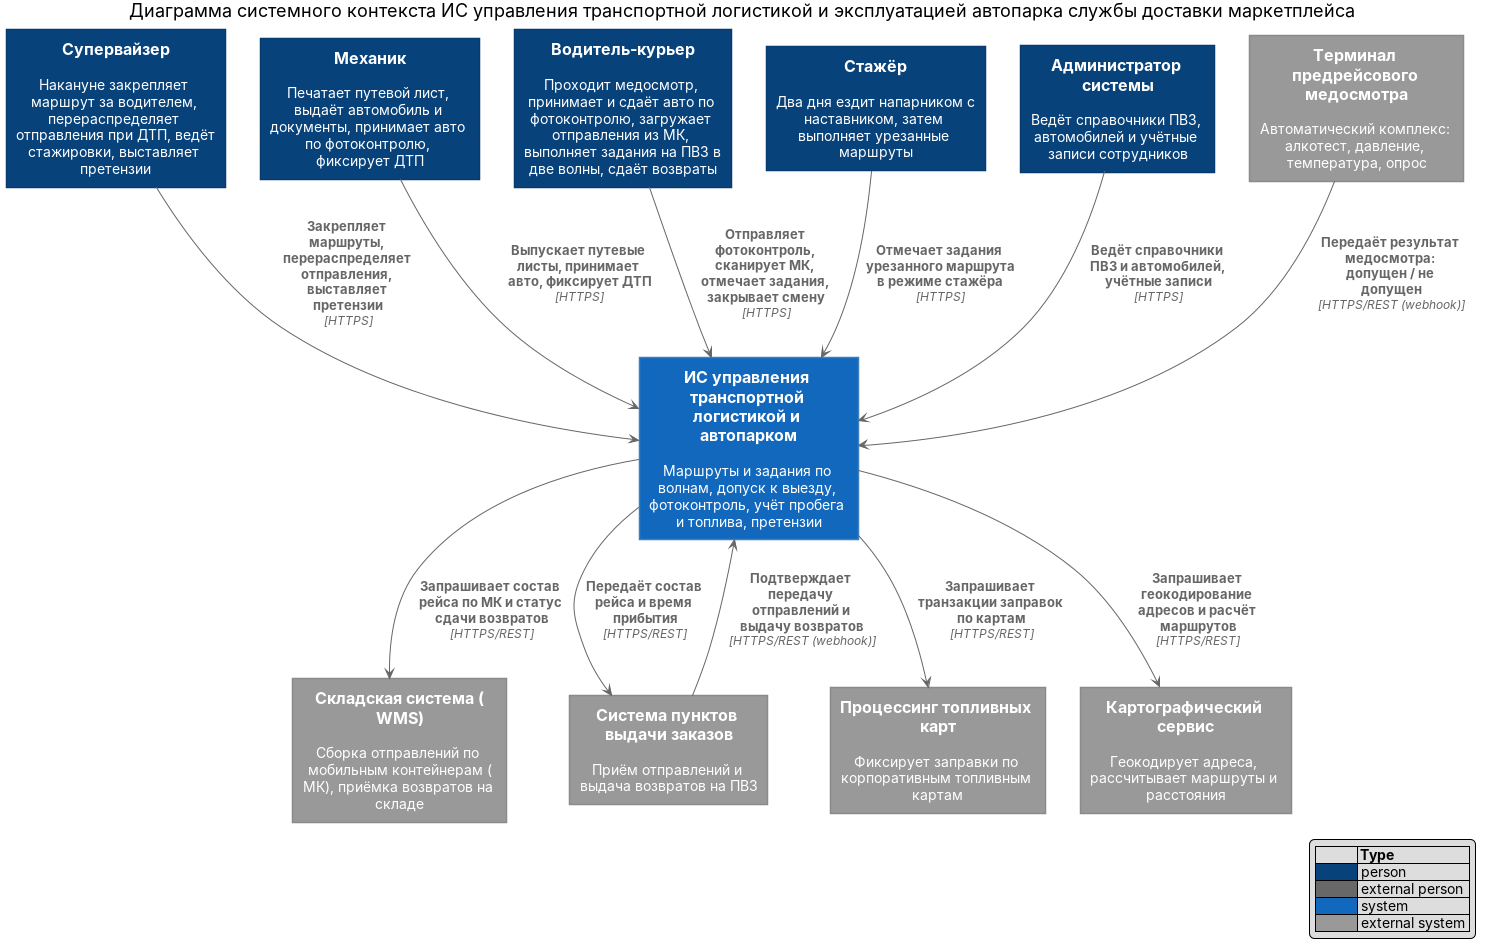 Диаграмма системного контекста ИС управления транспортной логистикой и эксплуатацией автопарка службы доставки маркетплейса
Супервайзер
Накануне закрепляет
маршрут за водителем,
перераспределяет
отправления при ДТП, ведёт
стажировки, выставляет
претензии
Механик
Печатает путевой лист,
выдаёт автомобиль и
документы, принимает авто
по фотоконтролю,
фиксирует ДТП
Водитель-курьер
Проходит медосмотр,
принимает и сдаёт авто по
фотоконтролю, загружает
отправления из МК,
выполняет задания на ПВЗ в
две волны, сдаёт возвраты
Стажёр
Два дня ездит напарником с
наставником, затем
выполняет урезанные
маршруты
Администратор
системы
Ведёт справочники ПВЗ,
автомобилей и учётные
записи сотрудников
Терминал
предрейсового
медосмотра
Автоматический комплекс:
алкотест, давление,
температура, опрос
Закрепляет
маршруты,
перераспределяет
отправления,
выставляет
претензии
[HTTPS]
Выпускает путевые
листы, принимает
авто, фиксирует ДТП
[HTTPS]
Отправляет
фотоконтроль,
сканирует МК,
отмечает задания,
закрывает смену
[HTTPS]
Отмечает задания
урезанного маршрута
в режиме стажёра
[HTTPS]
Ведёт справочники
ПВЗ и автомобилей,
учётные записи
[HTTPS]
Передаёт результат
медосмотра:
допущен / не
допущен
[HTTPS/REST (webhook)]
ИС управления
транспортной
логистикой и
автопарком
Маршруты и задания по
волнам, допуск к выезду,
фотоконтроль, учёт пробега
и топлива, претензии
Запрашивает состав
рейса по МК и статус
сдачи возвратов
[HTTPS/REST]
Передаёт состав
рейса и время
прибытия
[HTTPS/REST]
Подтверждает
передачу
отправлений и
выдачу возвратов
[HTTPS/REST (webhook)]
Запрашивает
транзакции заправок
по картам
[HTTPS/REST]
Запрашивает
геокодирование
адресов и расчёт
маршрутов
[HTTPS/REST]
Складская система (
WMS)
Сборка отправлений по
мобильным контейнерам (
МК), приёмка возвратов на
складе
Система пунктов
выдачи заказов
Приём отправлений и
выдача возвратов на ПВЗ
Процессинг топливных
карт
Фиксирует заправки по
корпоративным топливным
картам
Картографический
сервис
Геокодирует адреса,
рассчитывает маршруты и
расстояния
Type
person
external person
system
external system